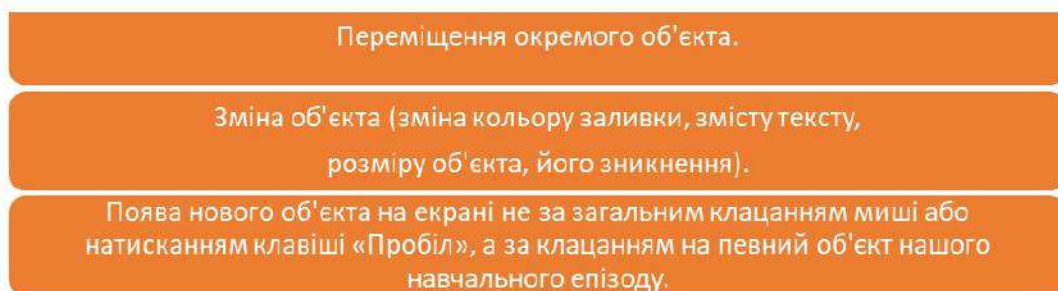 Переміщення окремого об'єкта.
Зміна об'єкта (зміна кольору заливки, змісту тексту,
розміру об'єкта, його зникнення).
Поява нового об'єкта на екрані не за загальним клацанням миші або
натисканням клавіші «Пробіл», а за клацанням на певний об'єкт нашого
навчального епізоду.